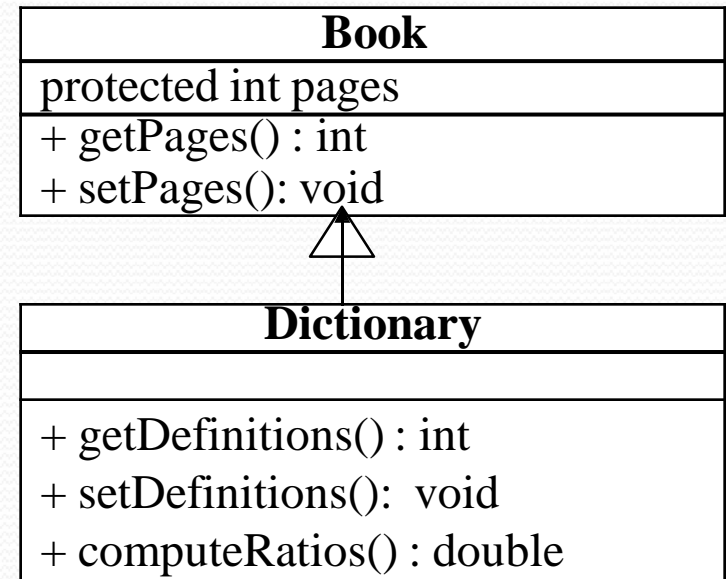 Book
protected int pages
+ getPages() : int
+ setPages(): void
Dictionary
+ getDefinitions() : int
+ setDefinitions(): void
+ computeRatios() : double